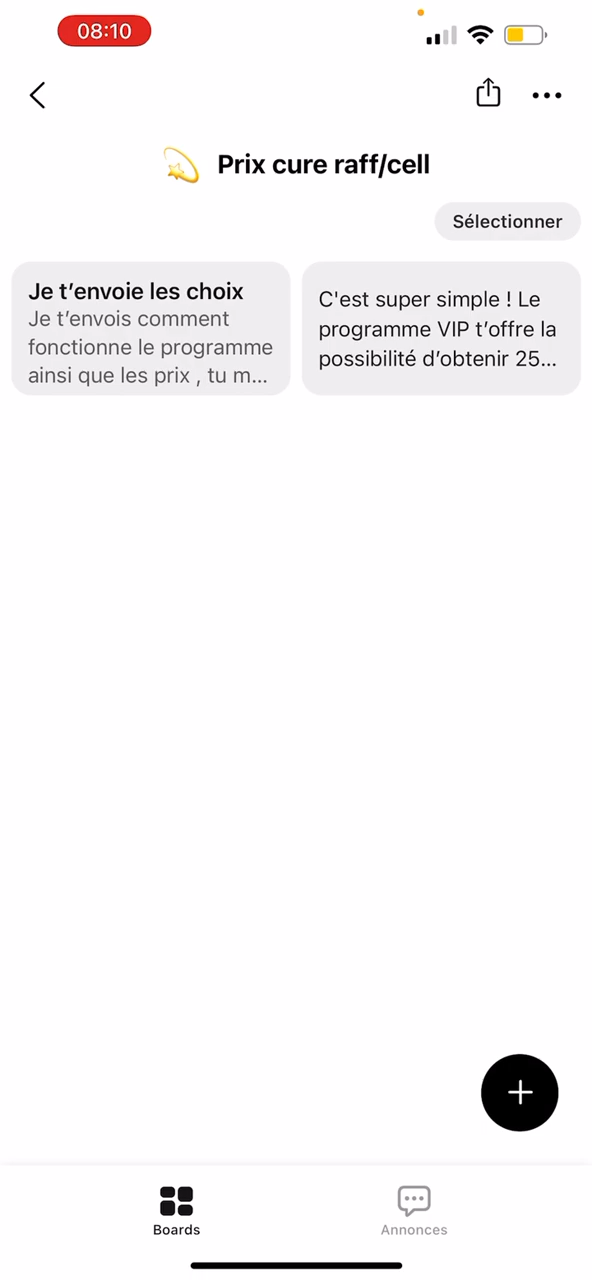 08:10
Prix cure raff/cell
Sélectionner
Je t’envoie les choix
Je t’envois comment
fonctionne le programme
ainsi que les prix , tu m...
C'est super simple ! Le
programme VIP t’offre la
possibilité d’obtenir 25...
Boards
Annonces